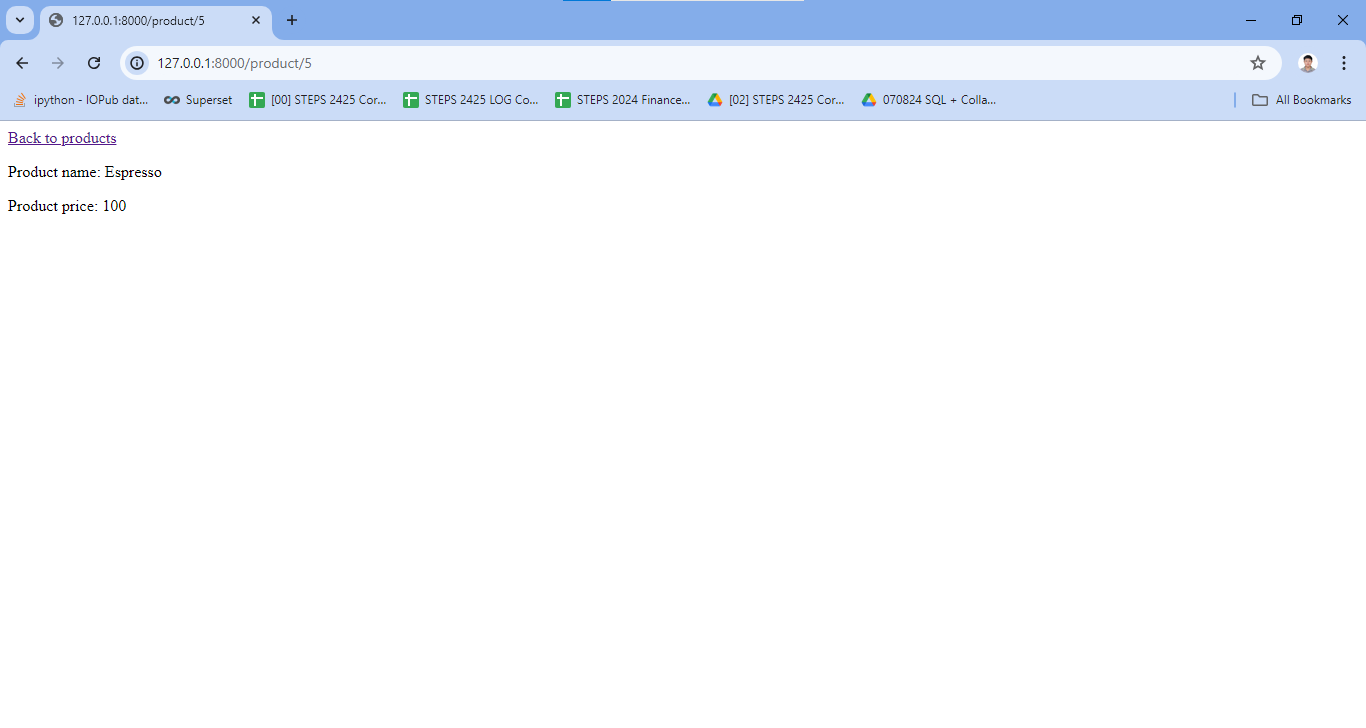 127.0.0.1:8000/product/5
127.0.0.1:8000/product/5
ipython - IOPub dat... Superset [00] STEPS 2425 Cor... STEPS 2425 LOG Co... STEPS 2024 Finance... [02] STEPS 2425 Cor... 070824 SQL + Colla... All Bookmarks
Back to products
Product name: Espresso
Product price: 100